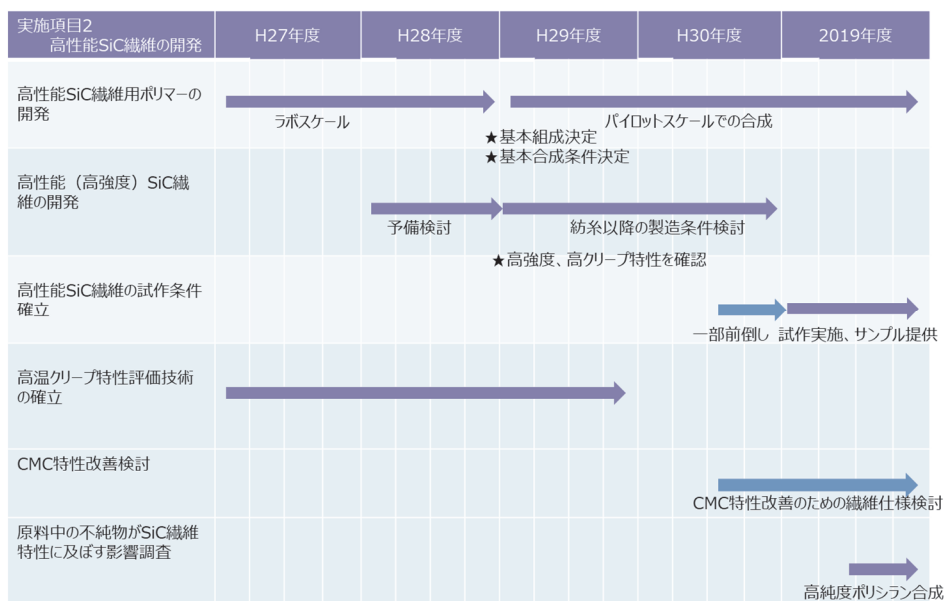 実施項目2
高性能SiC繊維の開発
H27年度
H28年度
H29年度
H30年度
2019年度
高性能SiC繊維用ポリマーの
開発
ラボスケール
パイロットスケールでの合成
★基本組成決定
★基本合成条件決定
高性能（高強度）SiC繊
維の開発
予備検討
紡糸以降の製造条件検討
★高強度、高クリープ特性を確認
高性能SiC繊維の試作条件
確立
一部前倒し
試作実施、サンプル提供
高温クリープ特性評価技術
の確立
CMC特性改善検討
CMC特性改善のための繊維仕様検討
原料中の不純物がSiC繊維
特性に及ぼす影響調査
高純度ポリシラン合成